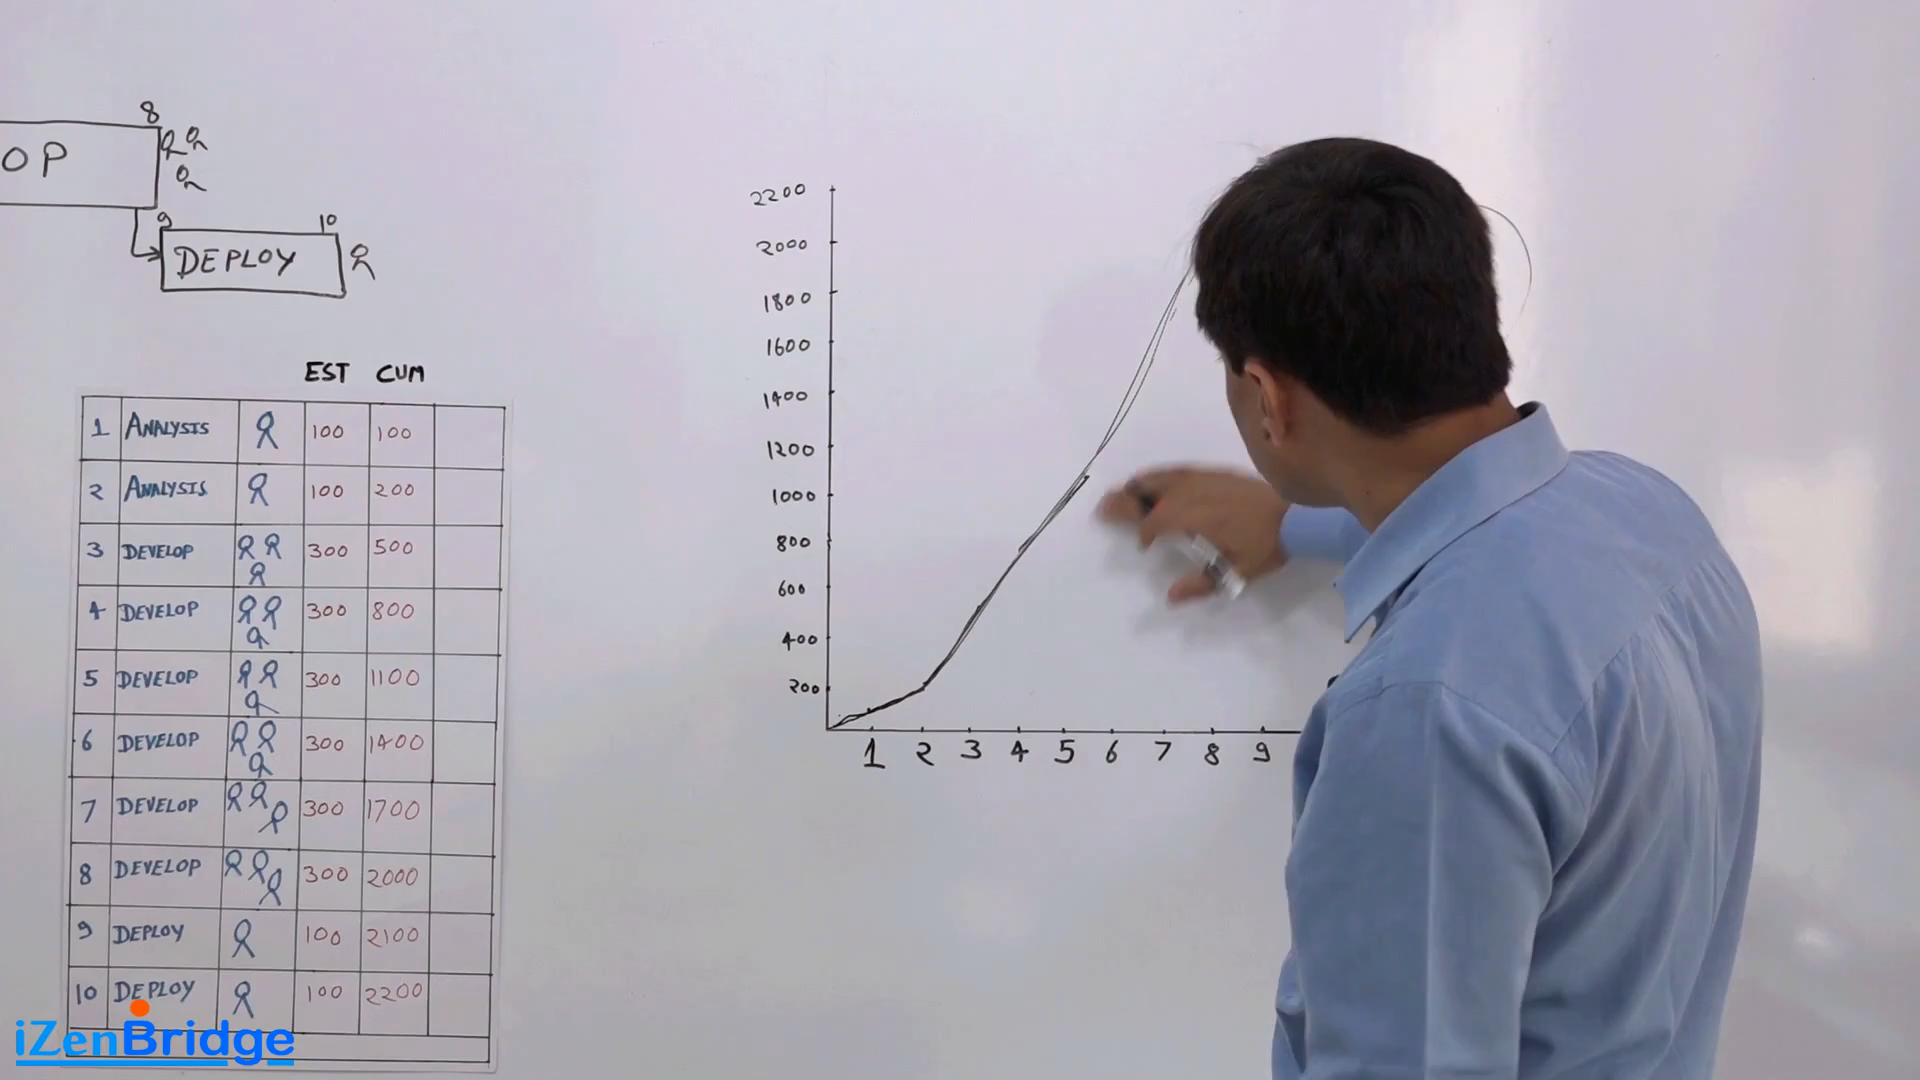 8
OP
9 10
DEPLOY
EST CUM
1 ANALYSIS 100 100
2 ANALYSIS 100 200
3 DEVELOP 300 500
4 DEVELOP 300 800
5 DEVELOP 300 1100
6 DEVELOP 300 1400
7 DEVELOP 300 1700
8 DEVELOP 300 2000
9 DEPLOY 100 2100
10 DEPLOY 100 2200
2200
2000
1800
1600
1400
1200
1000
800
600
400
200
1 2 3 4 5 6 7 8 9
iZenBridge